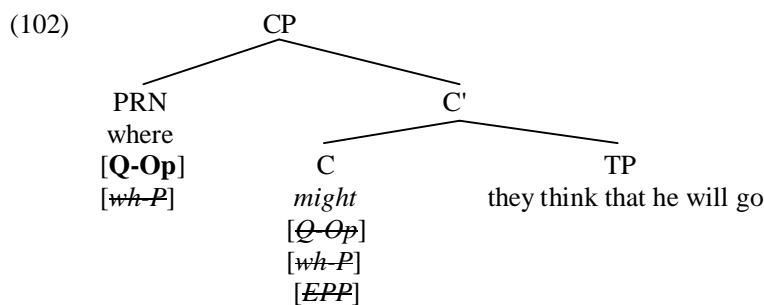 (102) CP
PRN C'
where
[Q-Op] C TP
[wh-P] might they think that he will go
[Q-Op]
[wh-P]
[EPP]